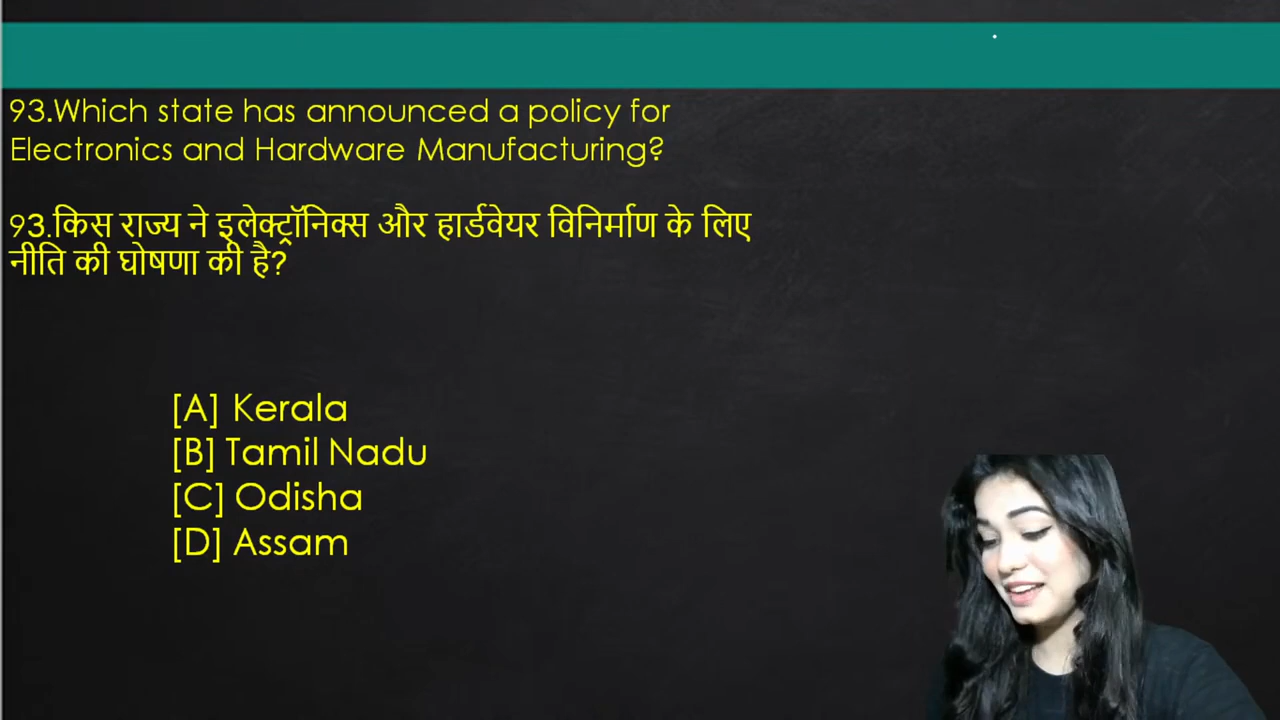 93.Which state has announced a policy for
Electronics and Hardware Manufacturing?
93.किस राज्य ने इलेक्ट्रॉनिक्स और हार्डवेयर विनिर्माण के लिए
नीति की घोषणा की है?
[A] Kerala
[B] Tamil Nadu
[C] Odisha
[D] Assam